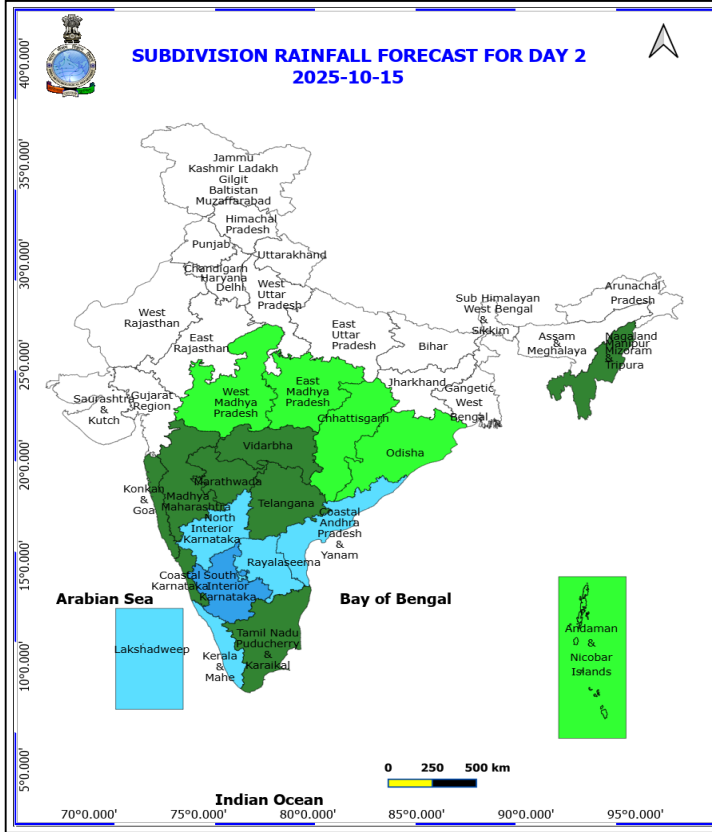 SUBDIVISION RAINFALL FORECAST FOR DAY 2
2025-10-15
40°0.000'
35°0.000'
30°0.000'
25°0.000'
20°0.000'
15°0.000'
10°0.000'
5°0.000'
Jammu
Kashmir Ladakh
Gilgit
Baltistan
Muzaffarabad
Himachal
Pradesh
Punjab
Uttarakhand
Chandigarh
Haryana
Delhi
West
Uttar
Pradesh
West
Rajasthan
East
Rajasthan
East
Uttar
Pradesh
Bihar
Sub Himalayan
West Bengal
&
Sikkim
Arunachal
Pradesh
Assam
&
Meghalaya
Nagaland
Manipur
Mizoram
&
Tripura
Saurashtra
&
Kutch
Gujarat
Region
West
Madhya
Pradesh
East
Madhya
Pradesh
Jharkhand
Gangetic
West
Bengal
Chhattisgarh
Odisha
Vidarbha
Marathwada
Madhya
Maharashtra
Konkan
&
Goa
Telangana
North
Interior
Karnataka
Coastal
Andhra
Pradesh
&
Yanam
Rayalaseema
Coastal
Karnataka
South
Interior
Karnataka
Arabian Sea
Bay of Bengal
Lakshadweep
Kerala
&
Mahe
Tamil Nadu
Puducherry
&
Karaikal
Andaman
&
Nicobar
Islands
0 250 500 km
Indian Ocean
70°0.000' 75°0.000' 80°0.000' 85°0.000' 90°0.000' 95°0.000'